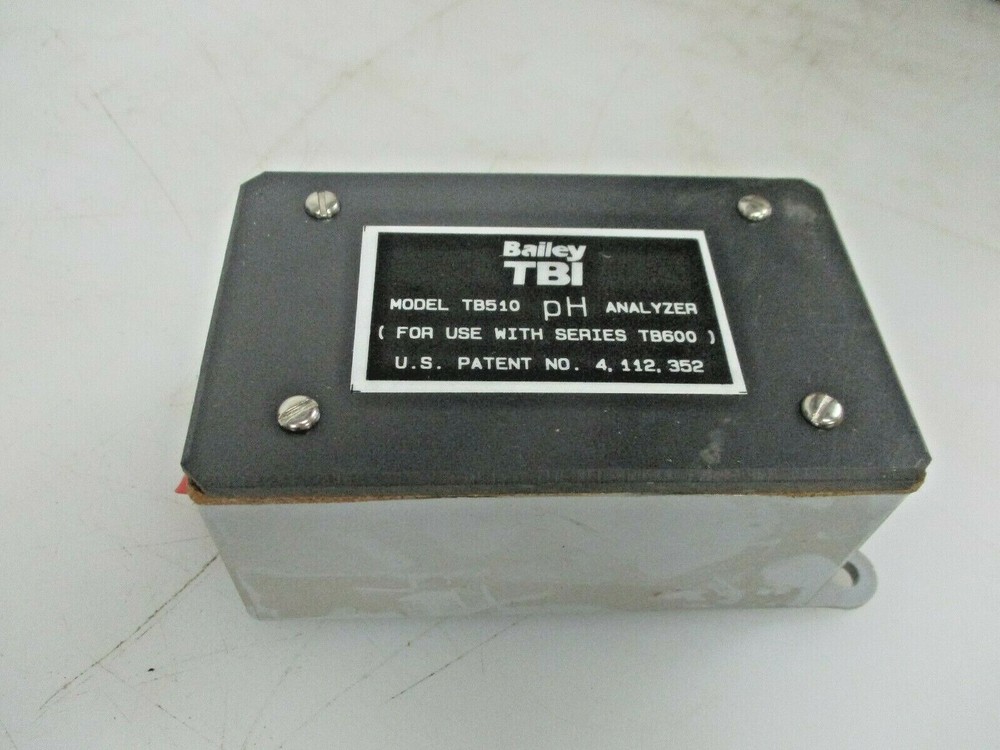 Bailey
TBI
MODEL TB510 pH ANALYZER
( FOR USE WITH SERIES TB600 )
U.S. PATENT NO. 4,112,352